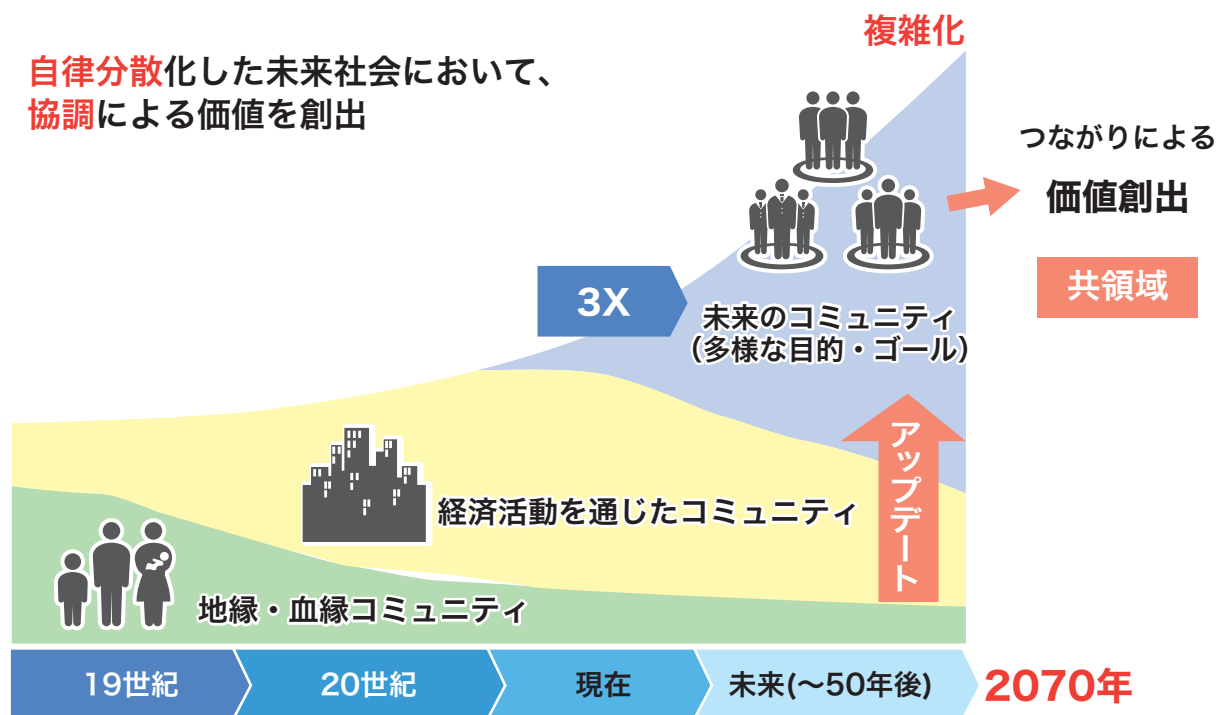 複雑化
自律分散化した未来社会において、
協調による価値を創出
つながりによる
価値創出
共領域
3X
未来のコミュニティ
（多様な目的・ゴール）
アップデート
経済活動を通じたコミュニティ
地縁・血縁コミュニティ
19世紀
20世紀
現在
未来(～50年後)
2070年